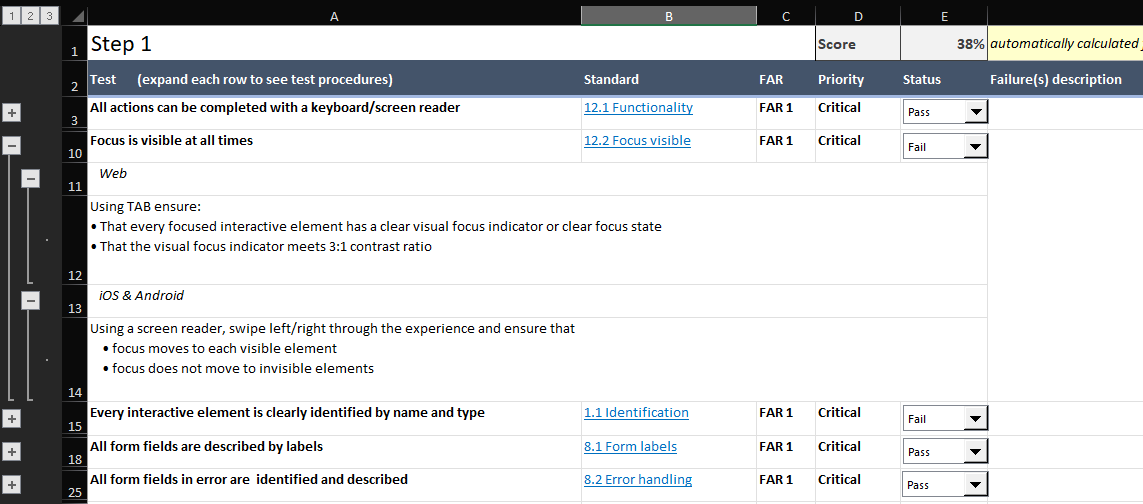 1 2 3 A B C D E
1 Step 1 Score 38% automatically calculated
2 Test (expand each row to see test procedures) Standard FAR Priority Status Failure(s) description
3 All actions can be completed with a keyboard/screen reader 12.1 Functionality FAR 1 Critical Pass
10 Focus is visible at all times 12.2 Focus visible FAR 1 Critical Fail
11 Web
Using TAB ensure:
• That every focused interactive element has a clear visual focus indicator or clear focus state
• That the visual focus indicator meets 3:1 contrast ratio
12
13 iOS & Android
Using a screen reader, swipe left/right through the experience and ensure that
• focus moves to each visible element
• focus does not move to invisible elements
14
15 Every interactive element is clearly identified by name and type 1.1 Identification FAR 1 Critical Fail
18 All form fields are described by labels 8.1 Form labels FAR 1 Critical Pass
25 All form fields in error are  identified and described 8.2 Error handling FAR 1 Critical Pass